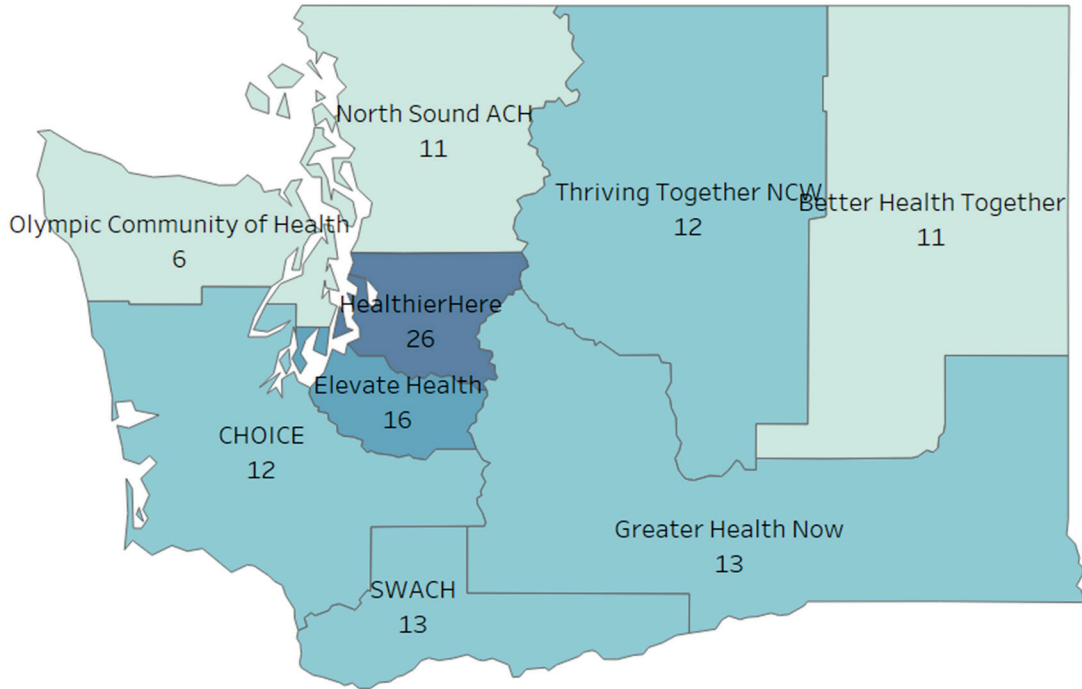 North Sound ACH
11
Thriving Together NCW
12
Better Health Together
11
Olympic Community of Health
6
HealthierHere
26
Elevate Health
16
CHOICE
12
Greater Health Now
13
SWACH
13